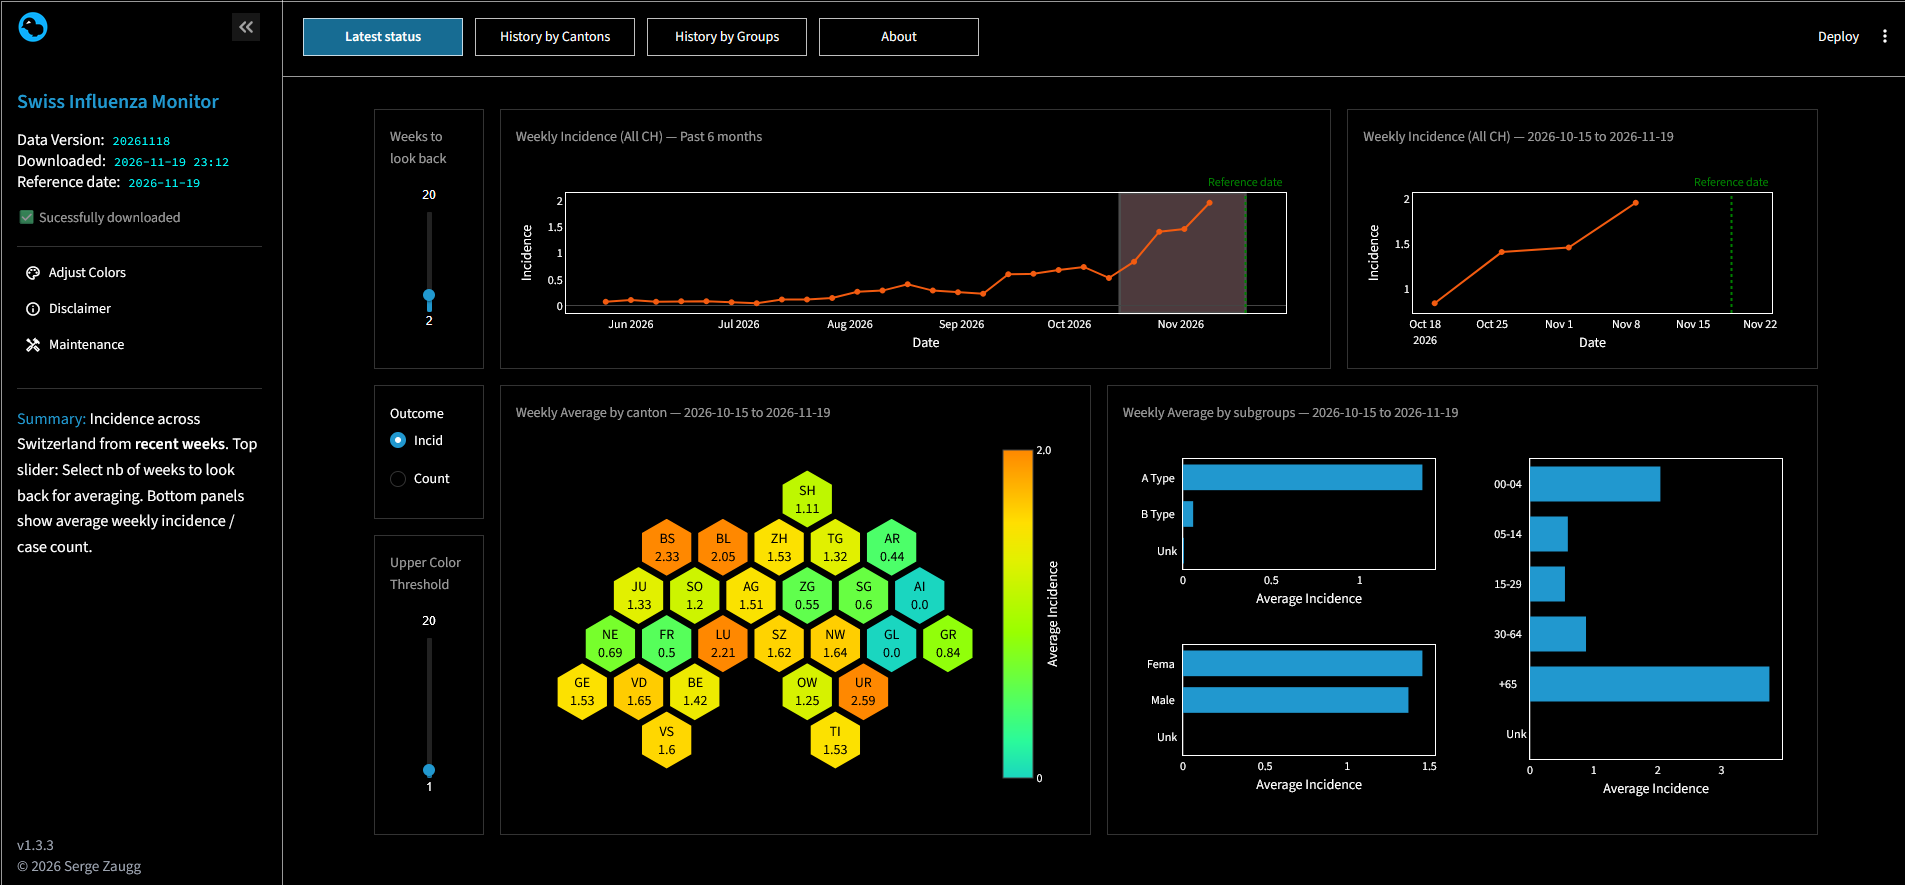 Latest status
History by Cantons
History by Groups
About
Deploy
Swiss Influenza Monitor
Data Version: 20261118
Downloaded: 2026-11-19 23:12
Reference date: 2026-11-19
Sucessfully downloaded
Adjust Colors
Disclaimer
Maintenance
Summary: Incidence across
Switzerland from recent weeks. Top
slider: Select nb of weeks to look
back for averaging. Bottom panels
show average weekly incidence /
case count.
v1.3.3
© 2026 Serge Zaugg
Weeks to
look back
20
2
Weekly Incidence (All CH) — Past 6 months
Reference date
Incidence
2
1.5
1
0.5
0
Jun 2026
Jul 2026
Aug 2026
Sep 2026
Oct 2026
Nov 2026
Date
Weekly Incidence (All CH) — 2026-10-15 to 2026-11-19
Reference date
Incidence
2
1.5
1
Oct 18
2026
Oct 25
Nov 1
Nov 8
Nov 15
Nov 22
Date
Outcome
Incid
Count
Upper Color
Threshold
20
1
Weekly Average by canton — 2026-10-15 to 2026-11-19
SH
1.11
BS
2.33
BL
2.05
ZH
1.53
TG
1.32
AR
0.44
JU
1.33
SO
1.2
AG
1.51
ZG
0.55
SG
0.6
AI
0.0
NE
0.69
FR
0.5
LU
2.21
SZ
1.62
NW
1.64
GL
0.0
GR
0.84
GE
1.53
VD
1.65
BE
1.42
OW
1.25
UR
2.59
VS
1.6
TI
1.53
2.0
0
Average Incidence
Weekly Average by subgroups — 2026-10-15 to 2026-11-19
A Type
B Type
Unk
0
0.5
1
Average Incidence
Fema
Male
Unk
0
0.5
1
1.5
Average Incidence
00-04
05-14
15-29
30-64
+65
Unk
0
1
2
3
Average Incidence